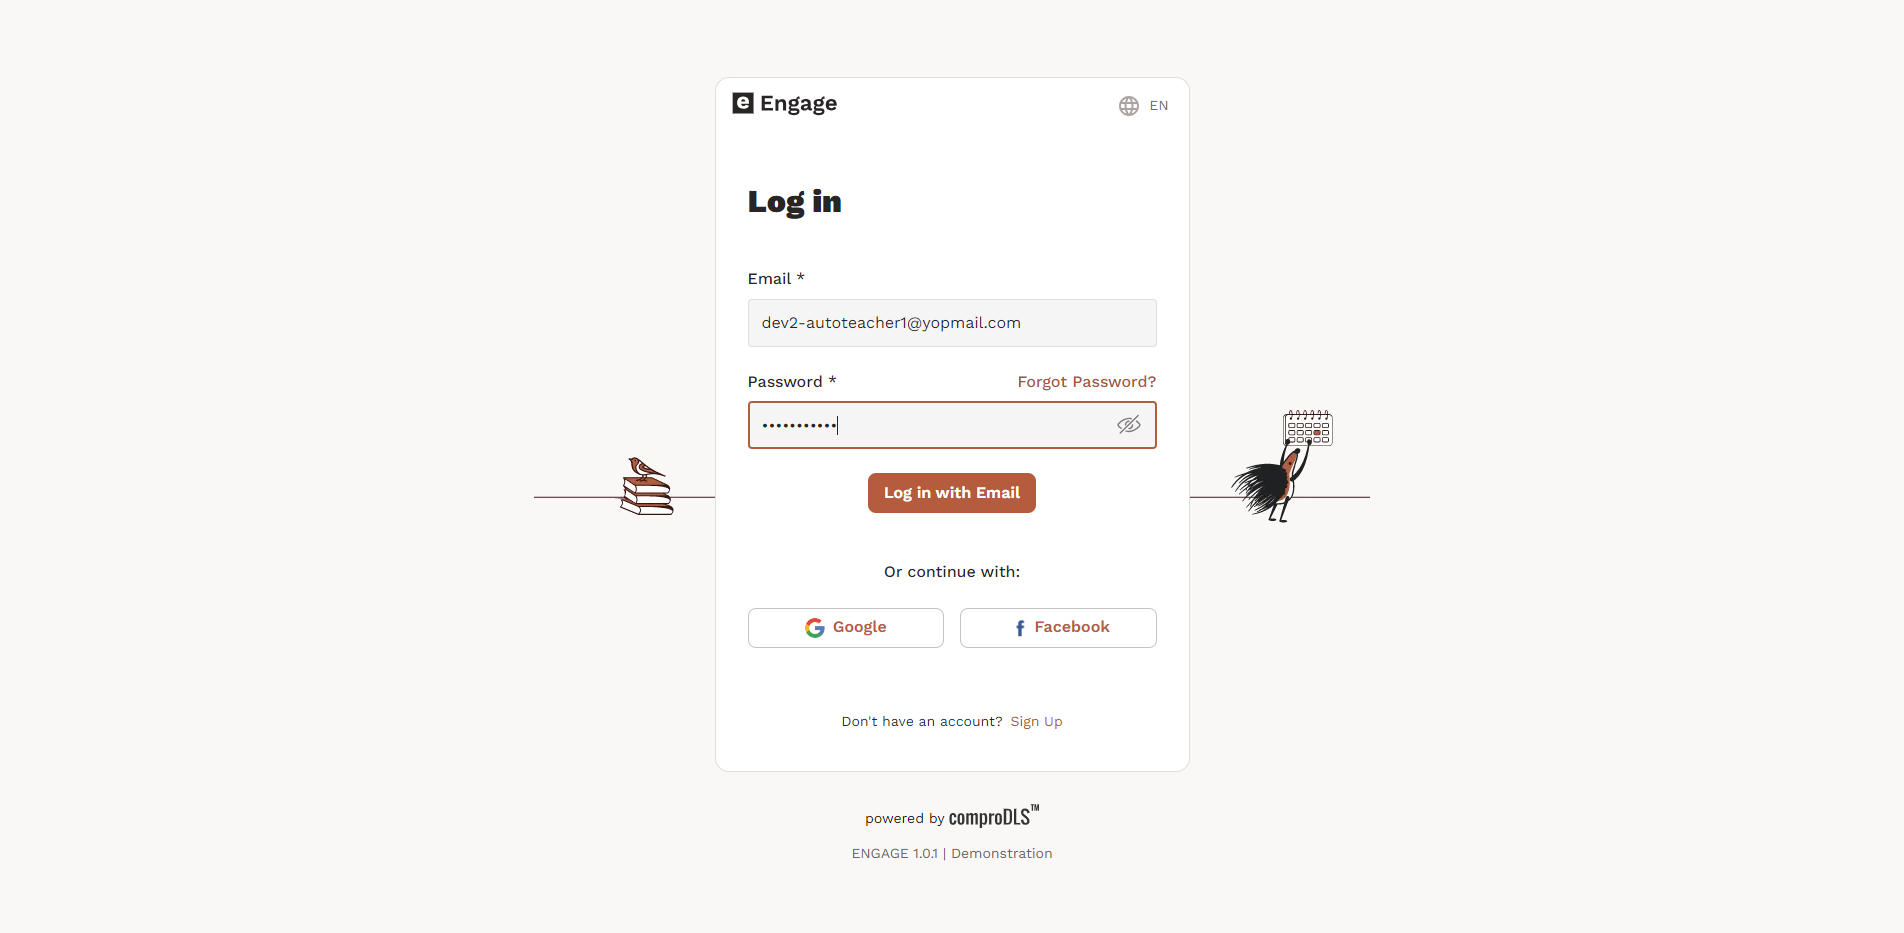 e Engage
EN
Log in
Email *
dev2-autoteacher1@yopmail.com
Password *
Forgot Password?
•••••••••••
Log in with Email
Or continue with:
Google
Facebook
Don't have an account? Sign Up
powered by comproDLS™
ENGAGE 1.0.1 | Demonstration